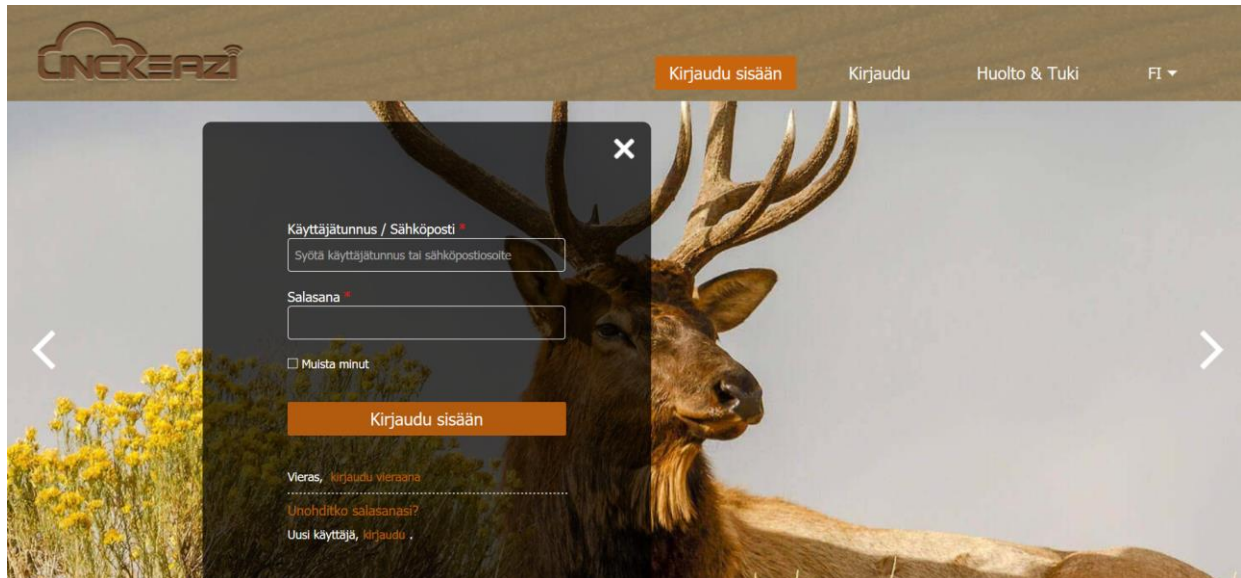 LINCKEAZI
Kirjaudu sisään
Kirjaudu
Huolto & Tuki
FI
Käyttäjätunnus / Sähköposti *
Syötä käyttäjätunnus tai sähköpostiosoite
Salasana *
Muista minut
Kirjaudu sisään
Vieras, kirjaudu vieraana
Unohditko salasanasi?
Uusi käyttäjä, kirjaudu .